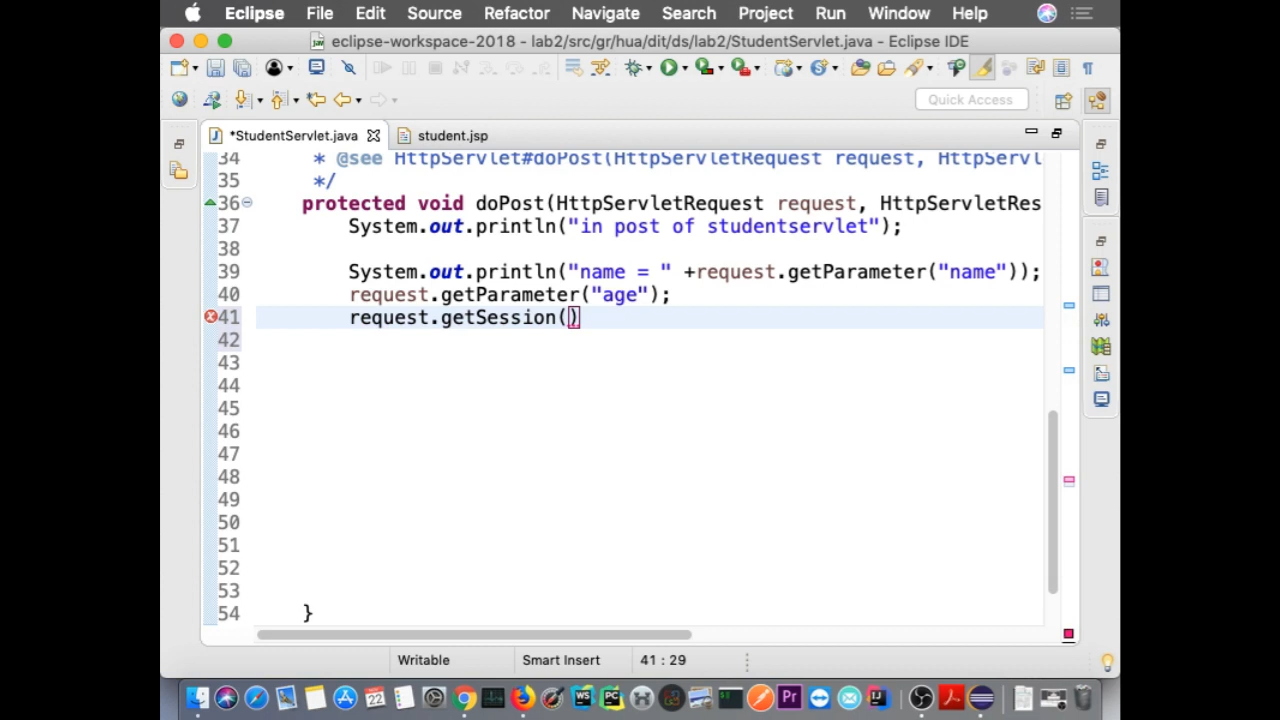 Eclipse File Edit Source Refactor Navigate Search Project Run Window Help
eclipse-workspace-2018 - lab2/src/gr/hua/dit/ds/lab2/StudentServlet.java - Eclipse IDE
Quick Access
*StudentServlet.java student.jsp
34 * @see HttpServlet#doPost(HttpServletRequest request, HttpServl
35 */
36 protected void doPost(HttpServletRequest request, HttpServletRes
37 System.out.println("in post of studentservlet");
38
39 System.out.println("name = " +request.getParameter("name"));
40 request.getParameter("age");
41 request.getSession()
42
43
44
45
46
47
48
49
50
51
52
53
54 }
Writable Smart Insert 41 : 29